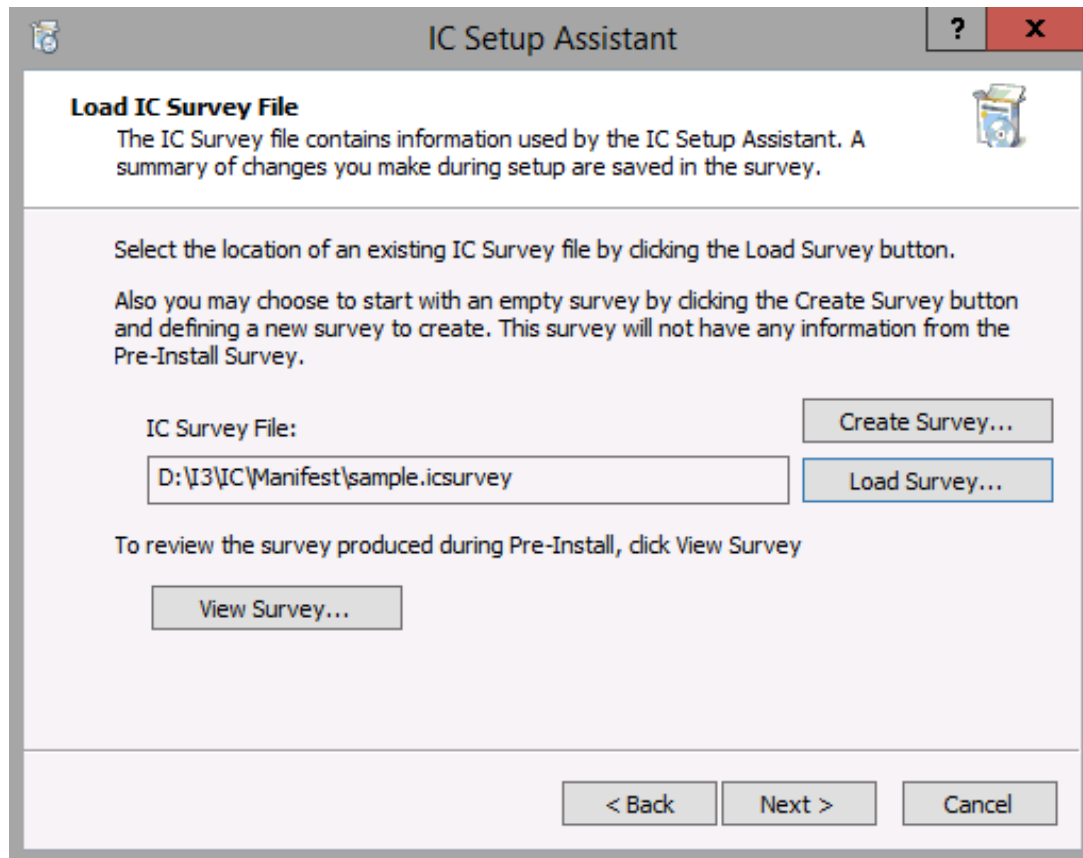 IC Setup Assistant
? x
Load IC Survey File
The IC Survey file contains information used by the IC Setup Assistant. A
summary of changes you make during setup are saved in the survey.
Select the location of an existing IC Survey file by clicking the Load Survey button.
Also you may choose to start with an empty survey by clicking the Create Survey button
and defining a new survey to create. This survey will not have any information from the
Pre-Install Survey.
Create Survey...
IC Survey File:
D:\I3\IC\Manifest\sample.icsurvey
Load Survey...
To review the survey produced during Pre-Install, click View Survey
View Survey...
< Back
Next >
Cancel